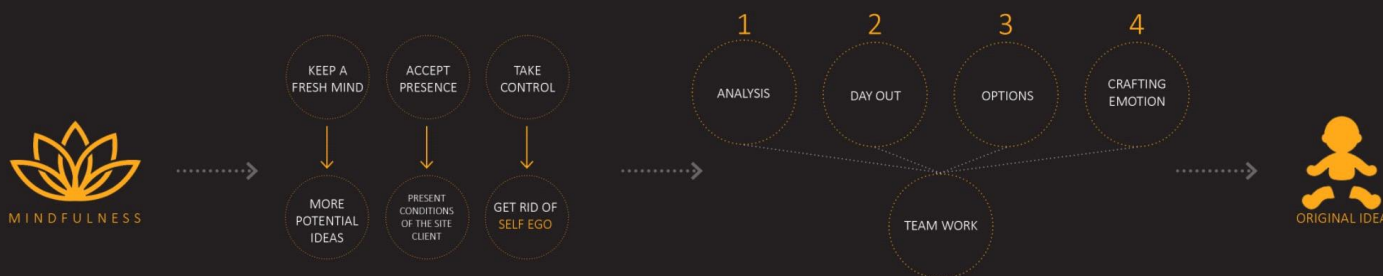 MINDFULNESS
KEEP A
FRESH MIND
ACCEPT
PRESENCE
TAKE
CONTROL
MORE
POTENTIAL
IDEAS
PRESENT
CONDITIONS
OF THE SITE
CLIENT
GET RID OF
SELF EGO
1
ANALYSIS
2
DAY OUT
3
OPTIONS
4
CRAFTING
EMOTION
TEAM WORK
ORIGINAL IDEA